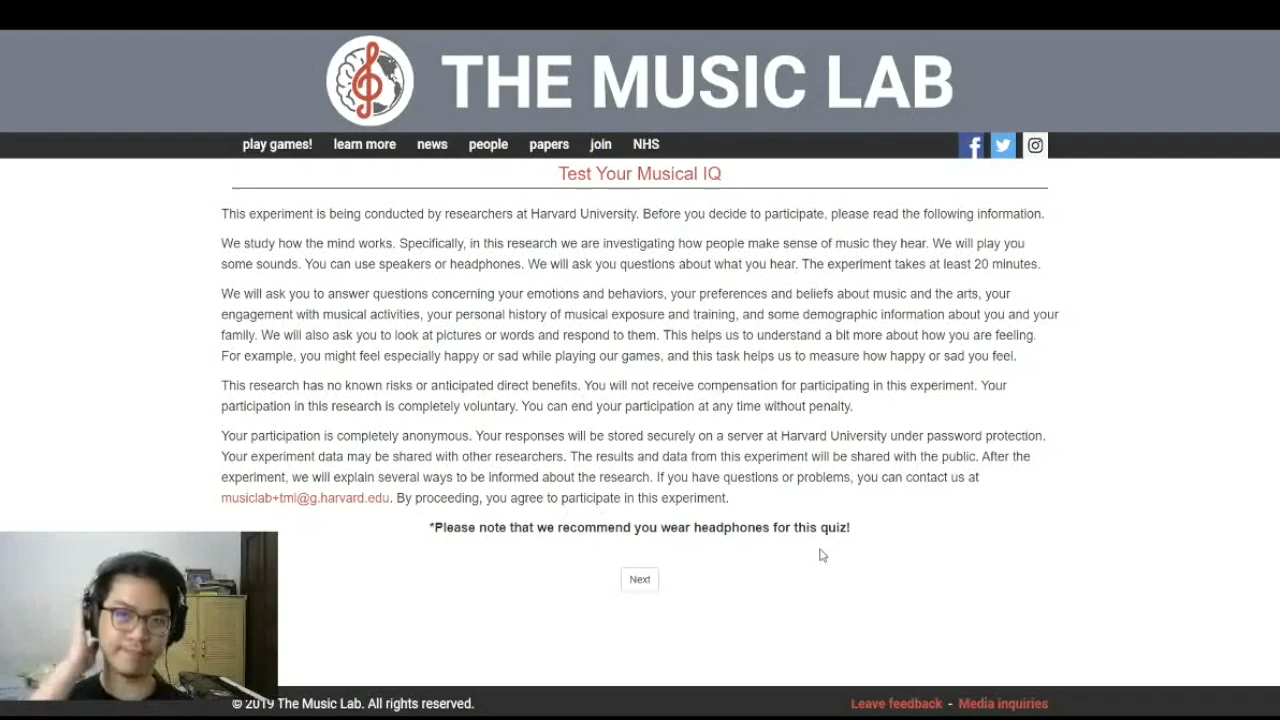 THE MUSIC LAB
play games! learn more news people papers join NHS
Test Your Musical IQ
This experiment is being conducted by researchers at Harvard University. Before you decide to participate, please read the following information.
We study how the mind works. Specifically, in this research we are investigating how people make sense of music they hear. We will play you
some sounds. You can use speakers or headphones. We will ask you questions about what you hear. The experiment takes at least 20 minutes.
We will ask you to answer questions concerning your emotions and behaviors, your preferences and beliefs about music and the arts, your
engagement with musical activities, your personal history of musical exposure and training, and some demographic information about you and your
family. We will also ask you to look at pictures or words and respond to them. This helps us to understand a bit more about how you are feeling.
For example, you might feel especially happy or sad while playing our games, and this task helps us to measure how happy or sad you feel.
This research has no known risks or anticipated direct benefits. You will not receive compensation for participating in this experiment. Your
participation in this research is completely voluntary. You can end your participation at any time without penalty.
Your participation is completely anonymous. Your responses will be stored securely on a server at Harvard University under password protection.
Your experiment data may be shared with other researchers. The results and data from this experiment will be shared with the public. After the
experiment, we will explain several ways to be informed about the research. If you have questions or problems, you can contact us at
musiclab+tml@g.harvard.edu. By proceeding, you agree to participate in this experiment.
*Please note that we recommend you wear headphones for this quiz!
Next
© 2019 The Music Lab. All rights reserved.
Leave feedback - Media inquiries